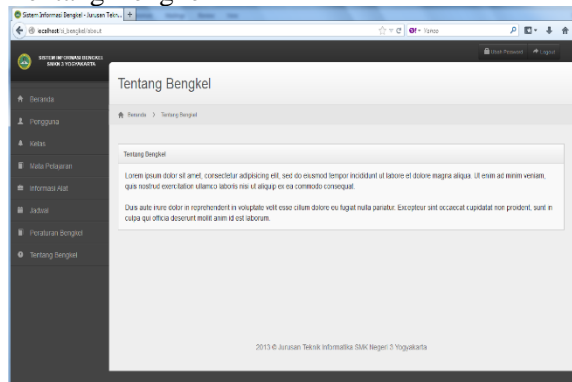 Sistem Informasi Bengkel - Jurusan Tekn...
localhost/si_bengkel/about
Yahoo
SISTEM INFORMASI BENGKEL
SMKN 3 YOGYAKARTA
Ubah Password
Logout
Tentang Bengkel
Beranda
Pengguna
Kelas
Mata Pelajaran
Informasi Alat
Jadwal
Peraturan Bengkel
Tentang Bengkel
Beranda > Tentang Bengkel
Tentang Bengkel
Lorem ipsum dolor sit amet, consectetur adipisicing elit, sed do eiusmod tempor incididunt ut labore et dolore magna aliqua. Ut enim ad minim veniam,
quis nostrud exercitation ullamco laboris nisi ut aliquip ex ea commodo consequat.
Duis aute irure dolor in reprehenderit in voluptate velit esse cillum dolore eu fugiat nulla pariatur. Excepteur sint occaecat cupidatat non proident, sunt in
culpa qui officia deserunt mollit anim id est laborum.
2013 © Jurusan Teknik Informatika SMK Negeri 3 Yogyakarta